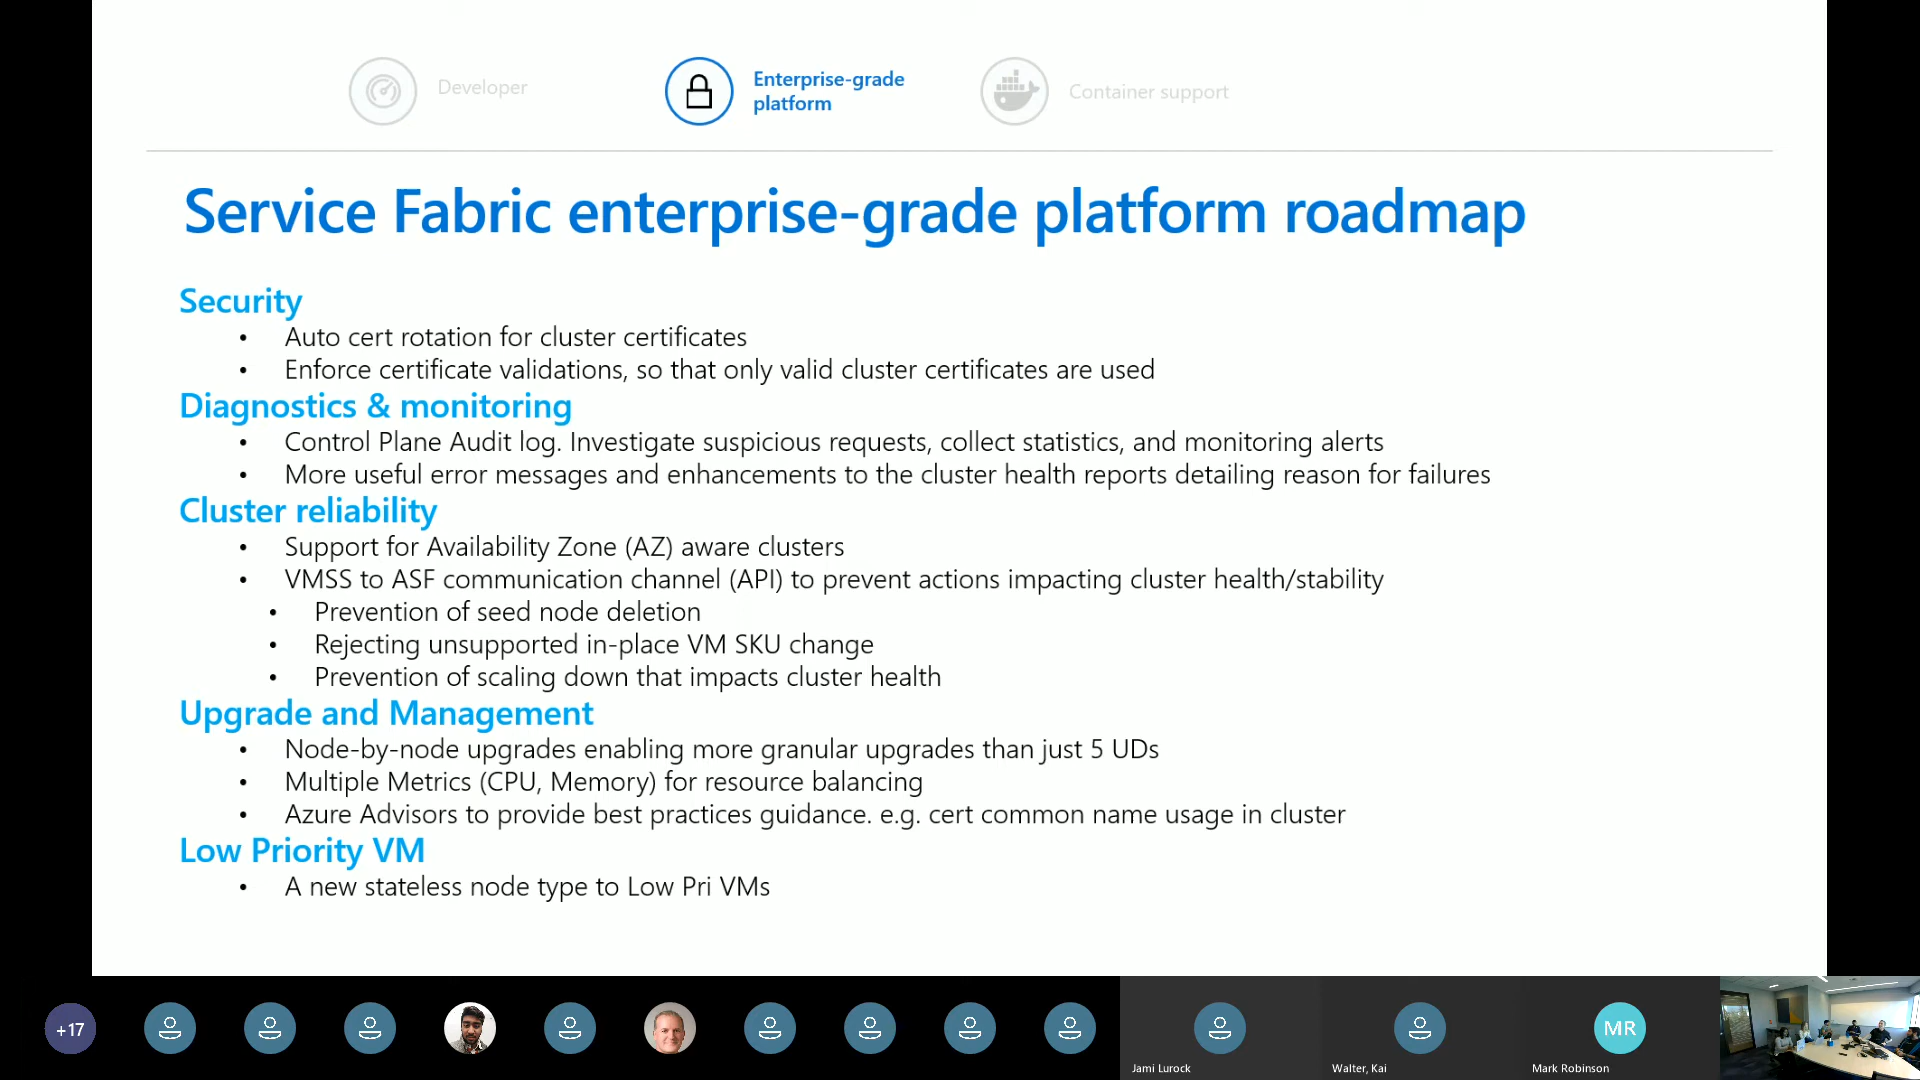 Developer
Enterprise-grade
platform
Container support
Service Fabric enterprise-grade platform roadmap
Security
• Auto cert rotation for cluster certificates
• Enforce certificate validations, so that only valid cluster certificates are used
Diagnostics & monitoring
• Control Plane Audit log. Investigate suspicious requests, collect statistics, and monitoring alerts
• More useful error messages and enhancements to the cluster health reports detailing reason for failures
Cluster reliability
• Support for Availability Zone (AZ) aware clusters
• VMSS to ASF communication channel (API) to prevent actions impacting cluster health/stability
• Prevention of seed node deletion
• Rejecting unsupported in-place VM SKU change
• Prevention of scaling down that impacts cluster health
Upgrade and Management
• Node-by-node upgrades enabling more granular upgrades than just 5 UDs
• Multiple Metrics (CPU, Memory) for resource balancing
• Azure Advisors to provide best practices guidance. e.g. cert common name usage in cluster
Low Priority VM
• A new stateless node type to Low Pri VMs
+17
MR
Jami Lurock
Walter, Kai
Mark Robinson